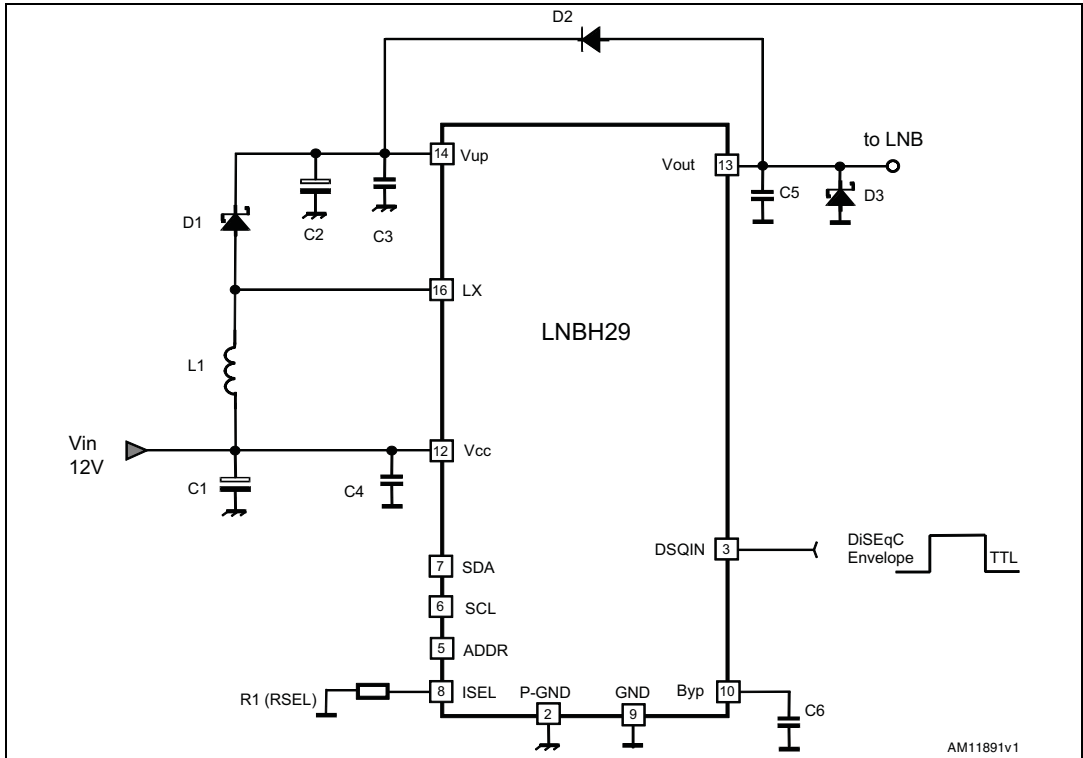 D2
to LNB
14 Vup
Vout 13
D1
C2
C3
C5
D3
16 LX
LNBH29
L1
Vin
12V
12 Vcc
C1
C4
DSQIN 3
DiSEqC
Envelope
TTL
7 SDA
6 SCL
5 ADDR
R1 (RSEL)
8 ISEL
P-GND
2
GND
9
Byp 10
C6
AM11891v1